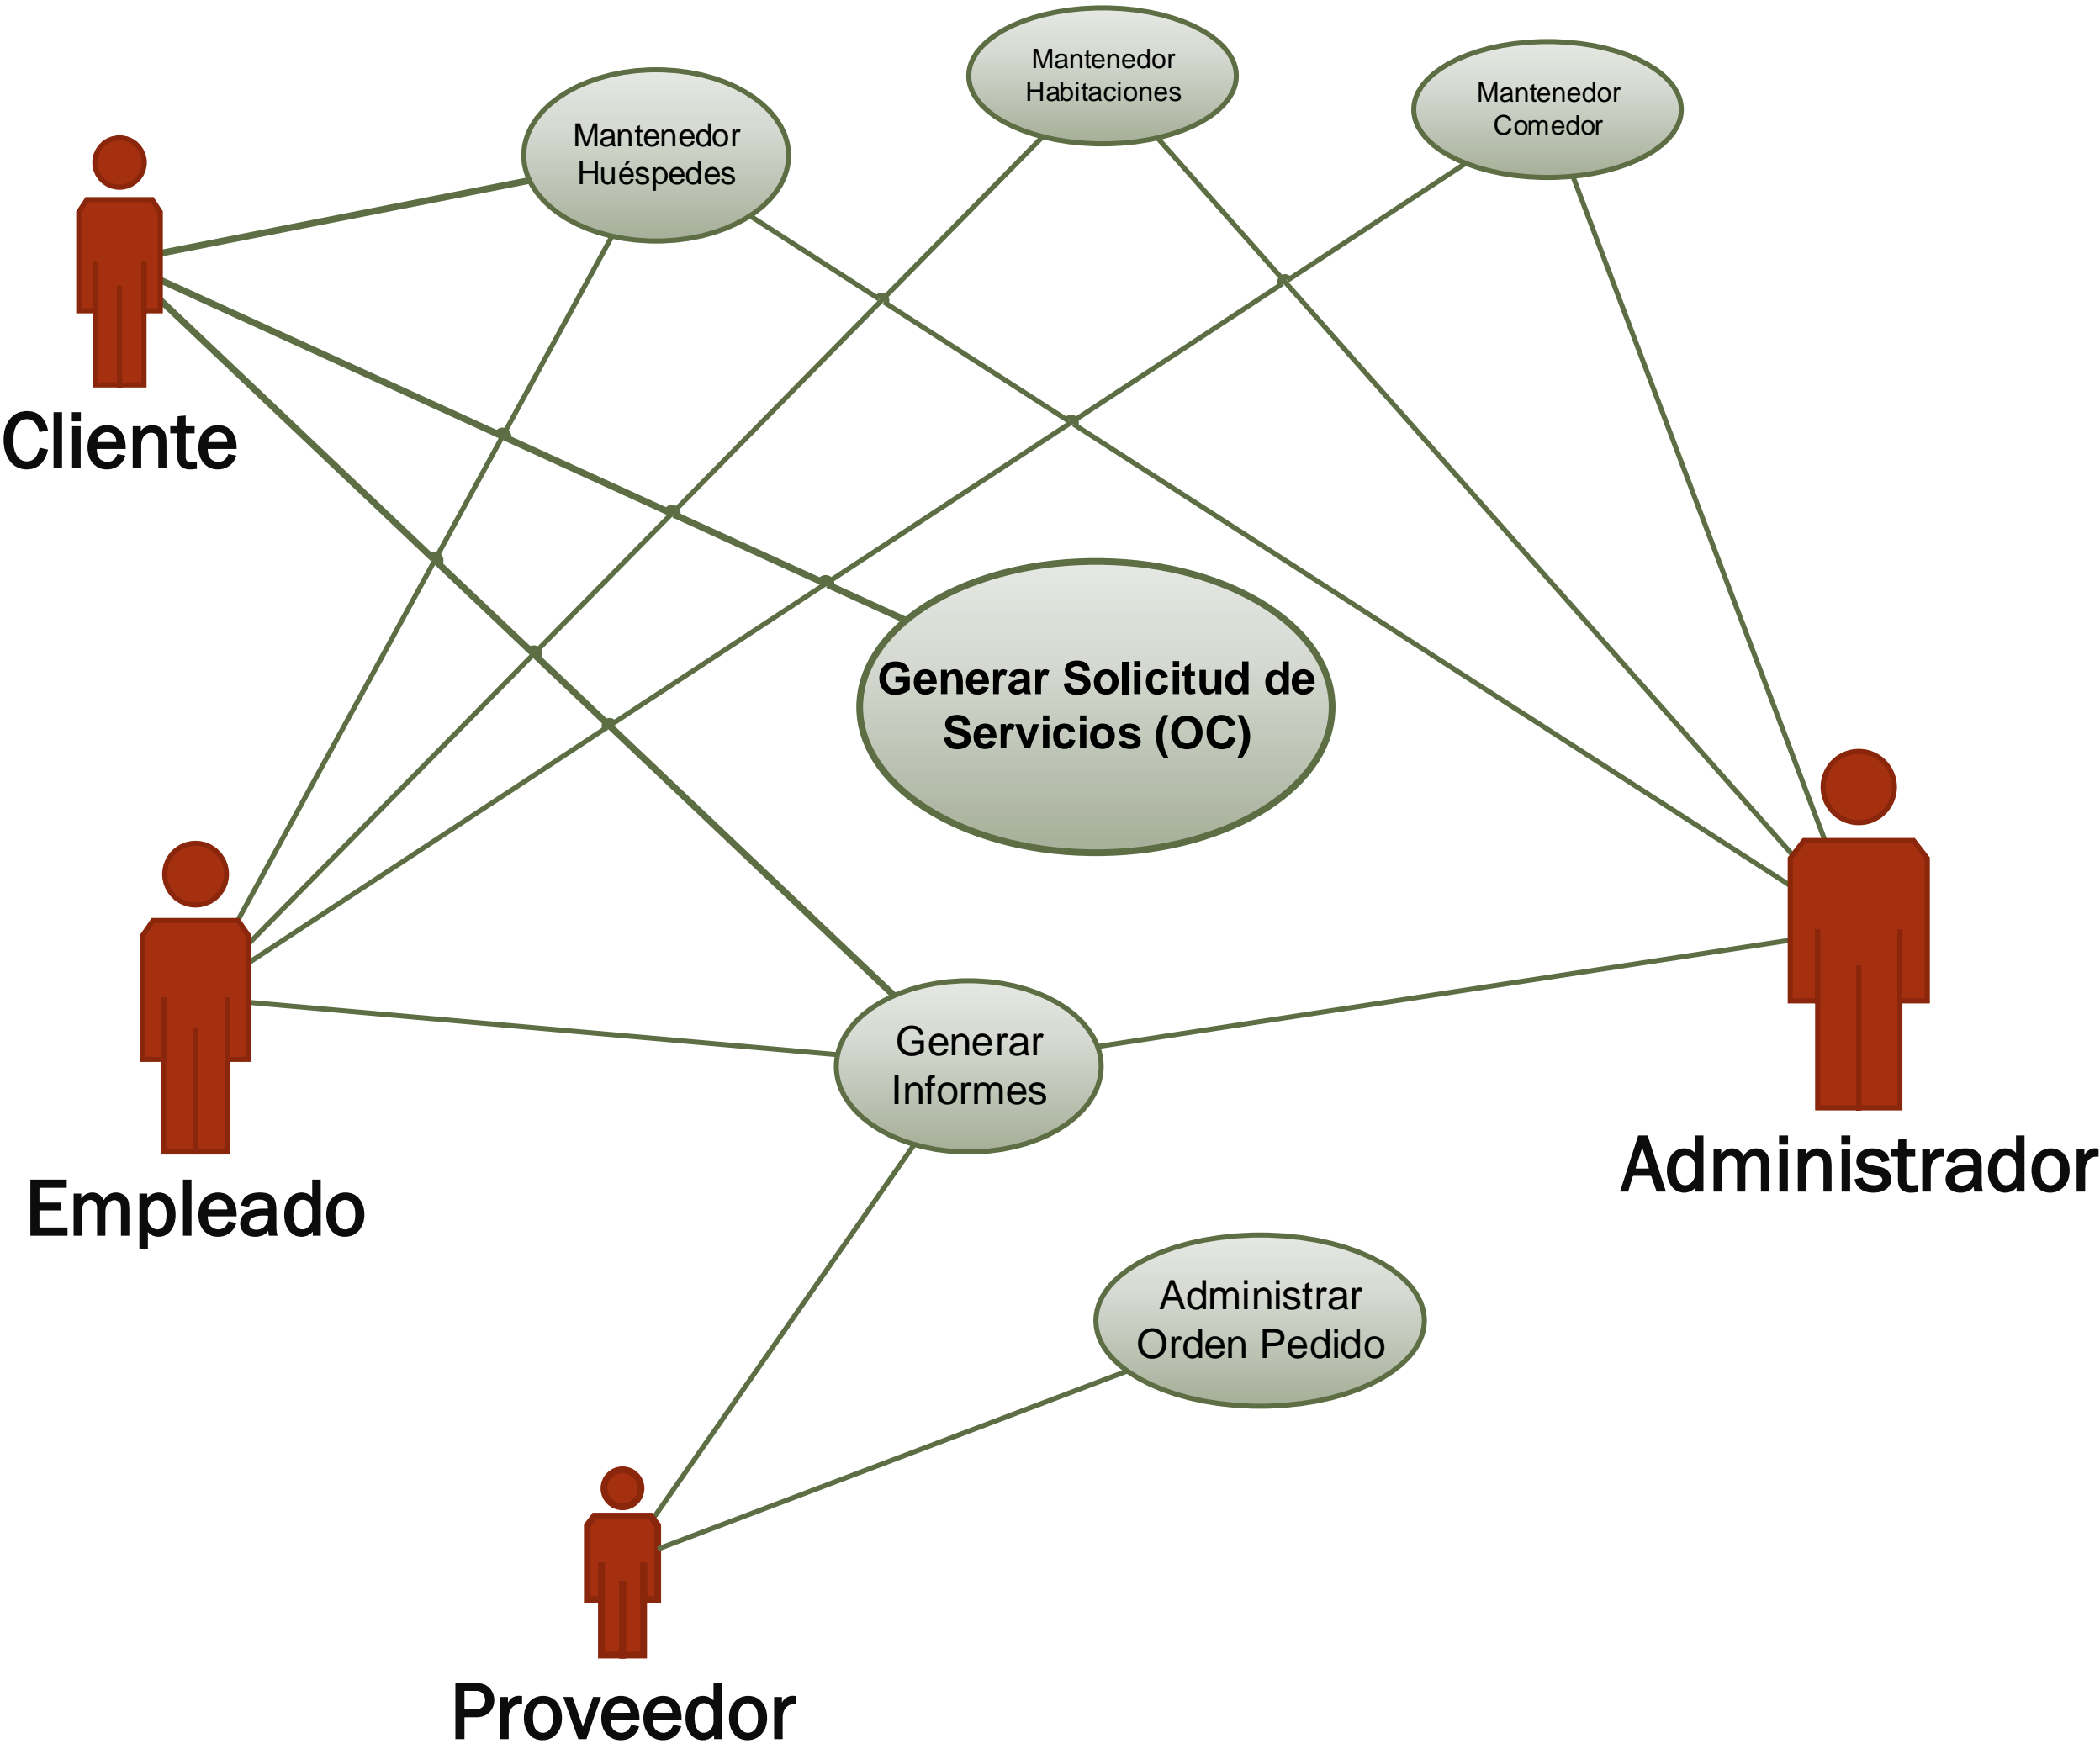 Mantenedor
Habitaciones
Mantenedor
Comedor
Mantenedor
Huéspedes
Cliente
Generar Solicitud de
Servicios (OC)
Generar
Informes
Administrador
Empleado
Administrar
Orden Pedido
Proveedor